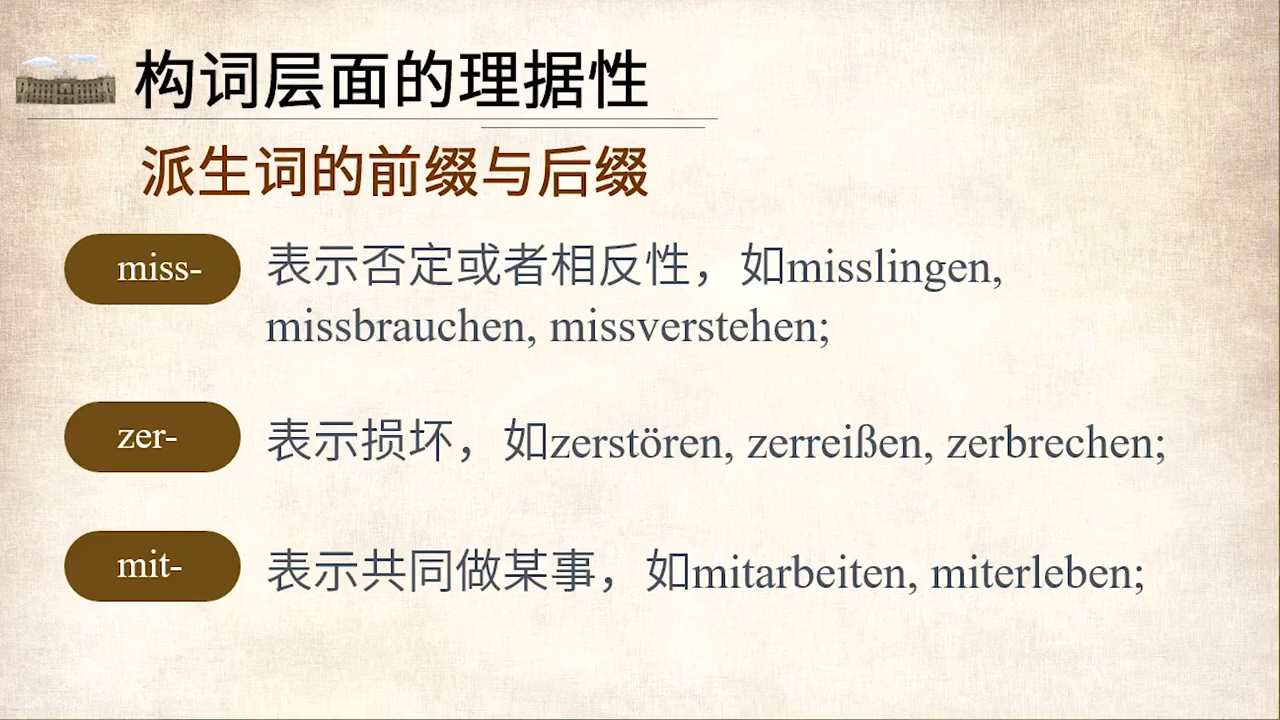 构词层面的理据性
派生词的前缀与后缀
miss-
表示否定或者相反性，如misslingen,
missbrauchen, missverstehen;
zer-
表示损坏，如zerstören, zerreißen, zerbrechen;
mit-
表示共同做某事，如mitarbeiten, miterleben;